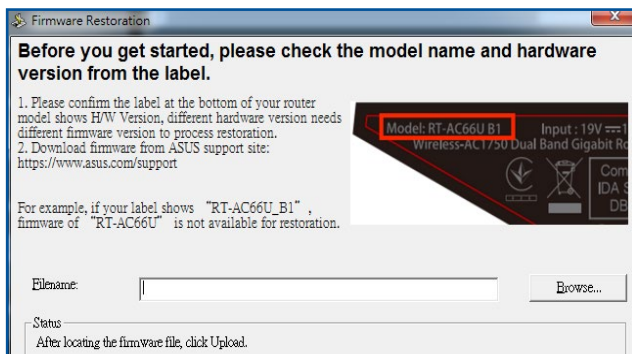 Firmware Restoration
Before you get started, please check the model name and hardware
version from the label.
1. Please confirm the label at the bottom of your router
model shows H/W Version, different hardware version needs
different firmware version to process restoration.
2. Download firmware from ASUS support site:
https://www.asus.com/support
For example, if your label shows “RT-AC66U_B1” ,
firmware of “RT-AC66U” is not available for restoration.
Model: RT-AC66U B1 Input : 19V
Wireless-AC1750 Dual Band Gigabit Ro
Com
IDA S
DB
Filename:
Browse...
Status
After locating the firmware file, click Upload.